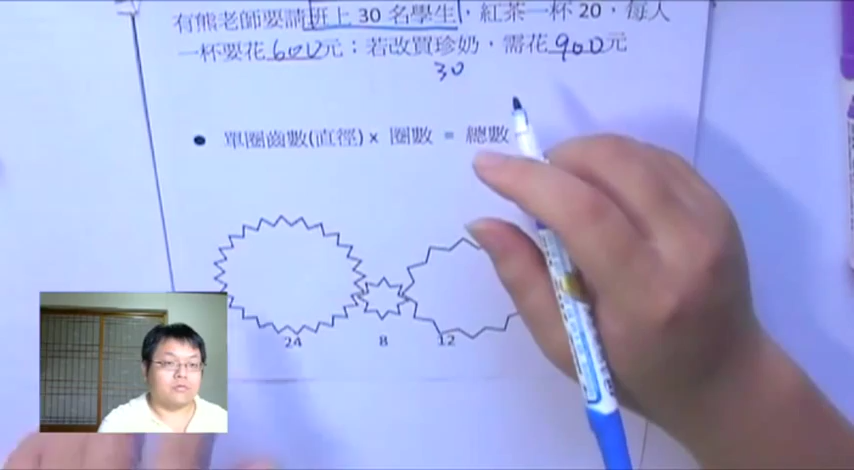 有熊老師要請班上 30 名學生，紅茶一杯 20，每人
一杯要花600元；若改買珍奶，需花900元
30
● 單圈齒數(直徑)× 圈數 = 總數
24 8 12